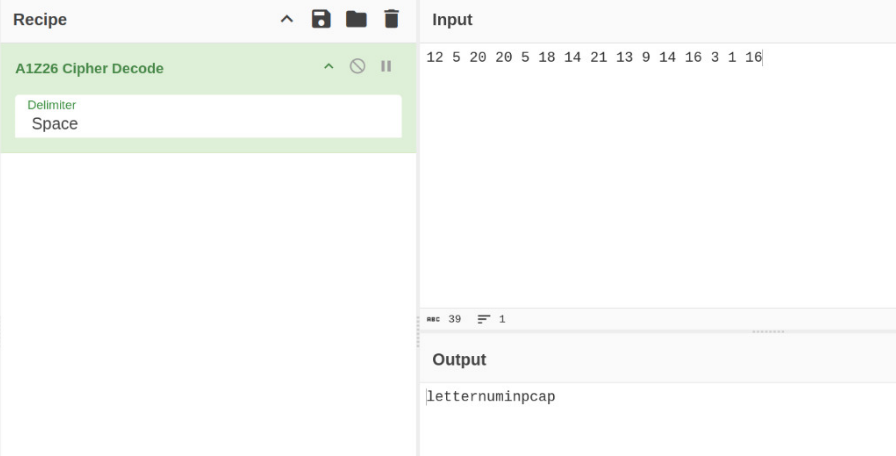 Recipe
A1Z26 Cipher Decode
Delimiter
Space
Input
12 5 20 20 5 18 14 21 13 9 14 16 3 1 16
ABC 39 1
Output
letternuminpcap